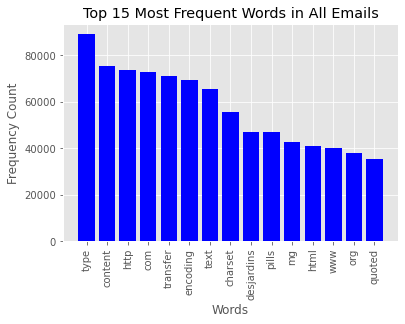 Top 15 Most Frequent Words in All Emails
Frequency Count
80000
60000
40000
20000
0
type
content
http
com
transfer
encoding
text
charset
desjardins
pills
mg
html
www
org
quoted
Words